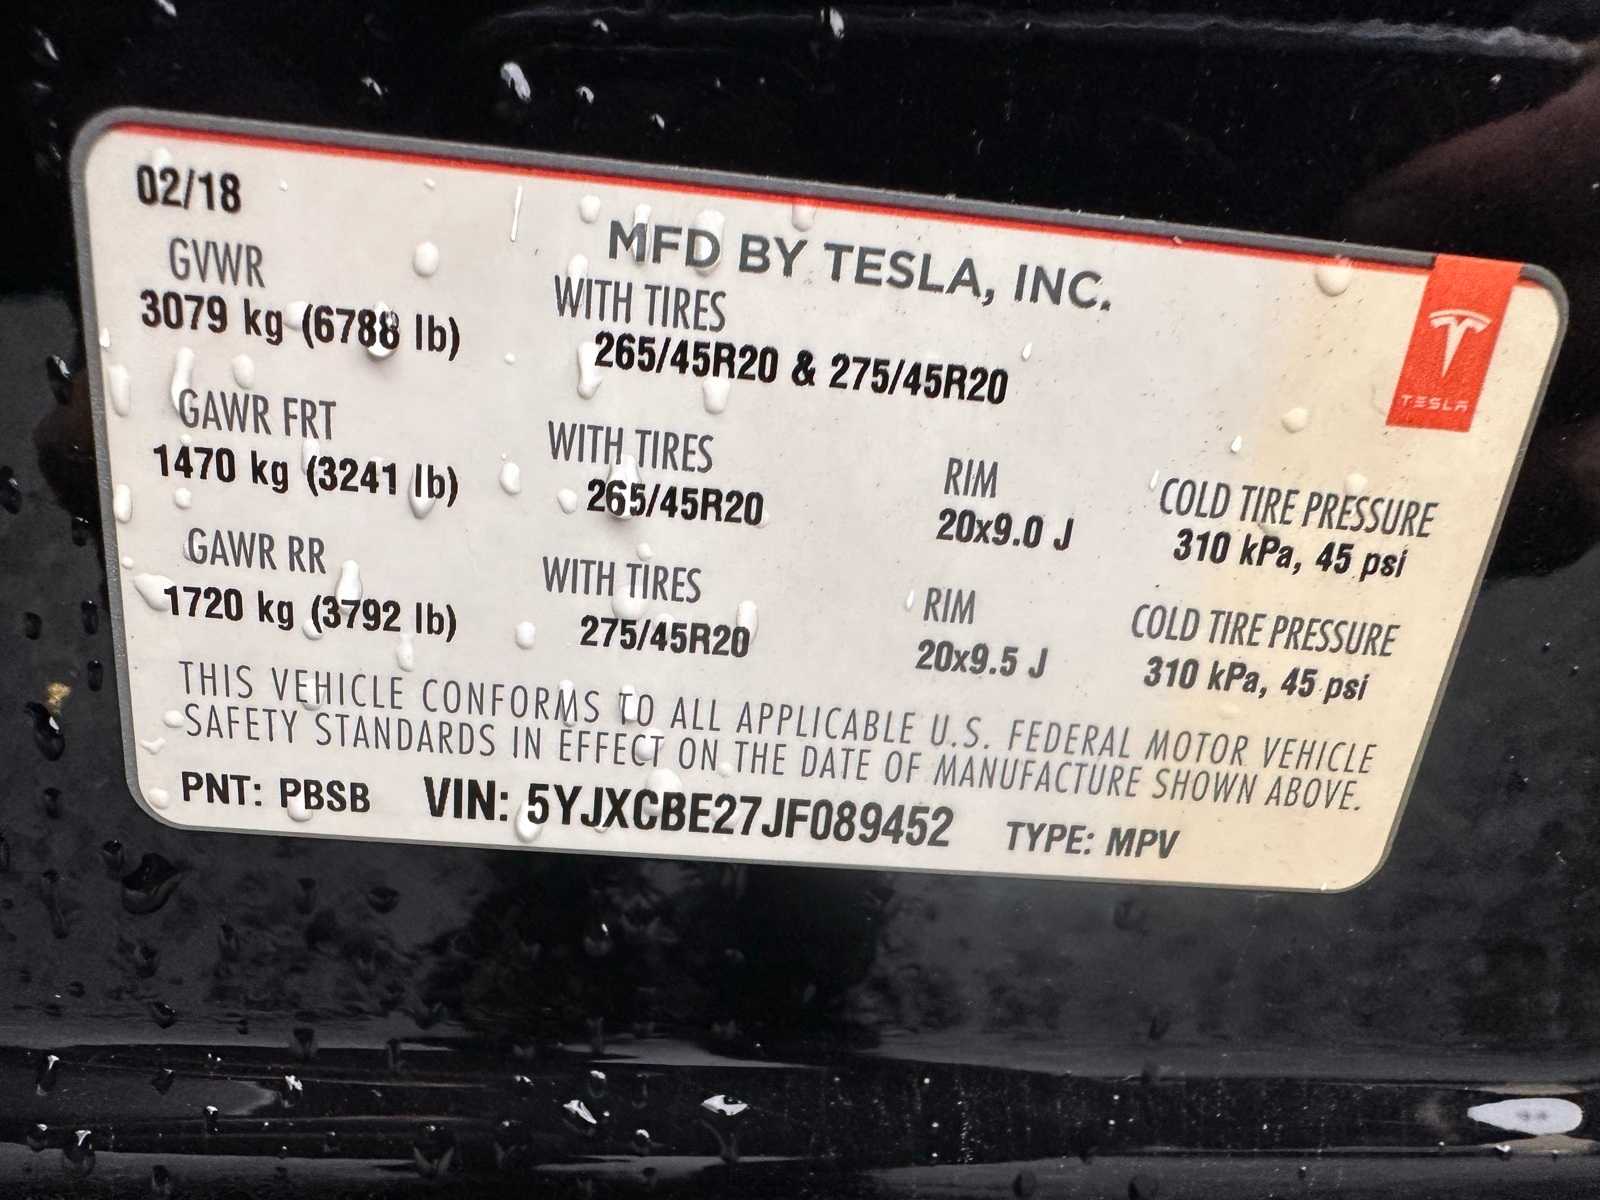 02/18
MFD BY TESLA, INC.
GVWR
3079 kg (6788 lb)
WITH TIRES
265/45R20 & 275/45R20
TESLA
GAWR FRT
1470 kg (3241 lb)
WITH TIRES
265/45R20
RIM
20x9.0 J
COLD TIRE PRESSURE
310 kPa, 45 psi
GAWR RR
1720 kg (3792 lb)
WITH TIRES
275/45R20
RIM
20x9.5 J
COLD TIRE PRESSURE
310 kPa, 45 psi
THIS VEHICLE CONFORMS TO ALL APPLICABLE U.S. FEDERAL MOTOR VEHICLE
SAFETY STANDARDS IN EFFECT ON THE DATE OF MANUFACTURE SHOWN ABOVE.
PNT: PBSB VIN: 5YJXCBE27JF089452 TYPE: MPV